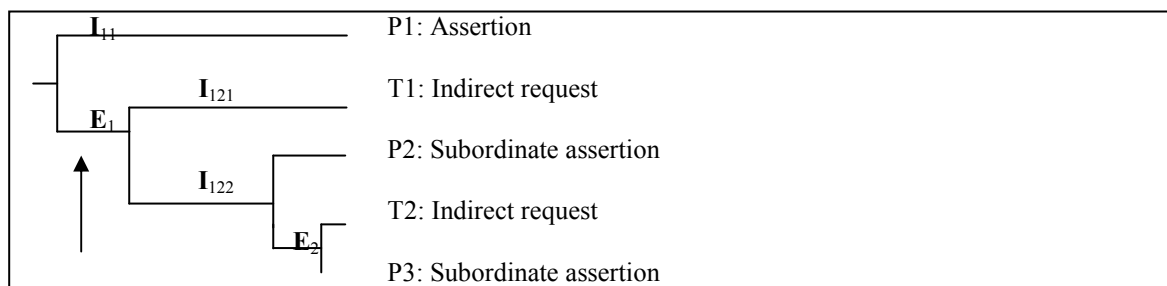 I11 P1: Assertion
I121 T1: Indirect request
E1
P2: Subordinate assertion
I122
T2: Indirect request
E2
P3: Subordinate assertion